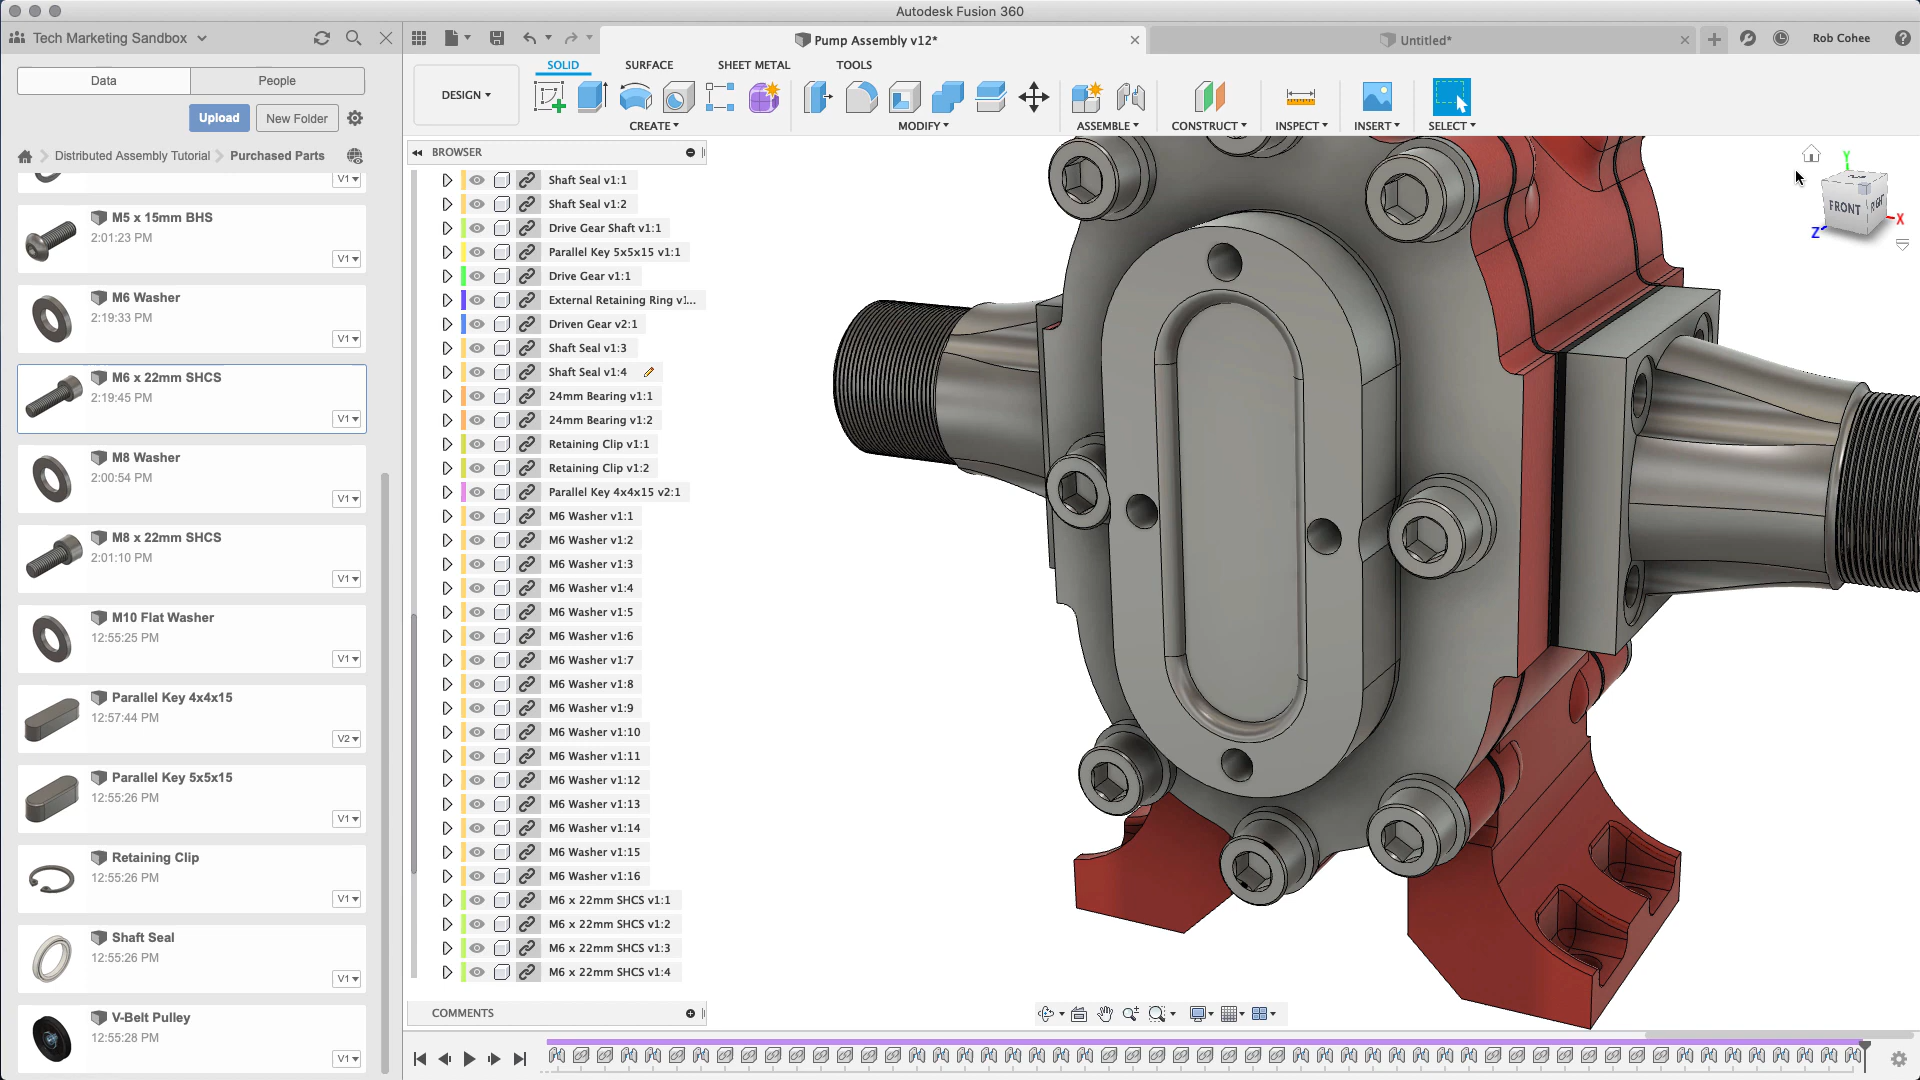 Autodesk Fusion 360
Tech Marketing Sandbox
Pump Assembly v12*
Untitled*
Rob Cohee
Data
People
SOLID
SURFACE
SHEET METAL
TOOLS
DESIGN
Upload
New Folder
CREATE
MODIFY
ASSEMBLE
CONSTRUCT
INSPECT
INSERT
SELECT
Distributed Assembly Tutorial
Purchased Parts
V1
M5 x 15mm BHS
2:01:23 PM
V1
M6 Washer
2:19:33 PM
V1
M6 x 22mm SHCS
2:19:45 PM
V1
M8 Washer
2:00:54 PM
V1
M8 x 22mm SHCS
2:01:10 PM
V1
M10 Flat Washer
12:55:25 PM
V1
Parallel Key 4x4x15
12:57:44 PM
V2
Parallel Key 5x5x15
12:55:26 PM
V1
Retaining Clip
12:55:26 PM
V1
Shaft Seal
12:55:26 PM
V1
V-Belt Pulley
12:55:28 PM
V1
BROWSER
Shaft Seal v1:1
Shaft Seal v1:2
Drive Gear Shaft v1:1
Parallel Key 5x5x15 v1:1
Drive Gear v1:1
External Retaining Ring v1...
Driven Gear v2:1
Shaft Seal v1:3
Shaft Seal v1:4
24mm Bearing v1:1
24mm Bearing v1:2
Retaining Clip v1:1
Retaining Clip v1:2
Parallel Key 4x4x15 v2:1
M6 Washer v1:1
M6 Washer v1:2
M6 Washer v1:3
M6 Washer v1:4
M6 Washer v1:5
M6 Washer v1:6
M6 Washer v1:7
M6 Washer v1:8
M6 Washer v1:9
M6 Washer v1:10
M6 Washer v1:11
M6 Washer v1:12
M6 Washer v1:13
M6 Washer v1:14
M6 Washer v1:15
M6 Washer v1:16
M6 x 22mm SHCS v1:1
M6 x 22mm SHCS v1:2
M6 x 22mm SHCS v1:3
M6 x 22mm SHCS v1:4
COMMENTS
Y
FRONT
RIGHT
X
Z